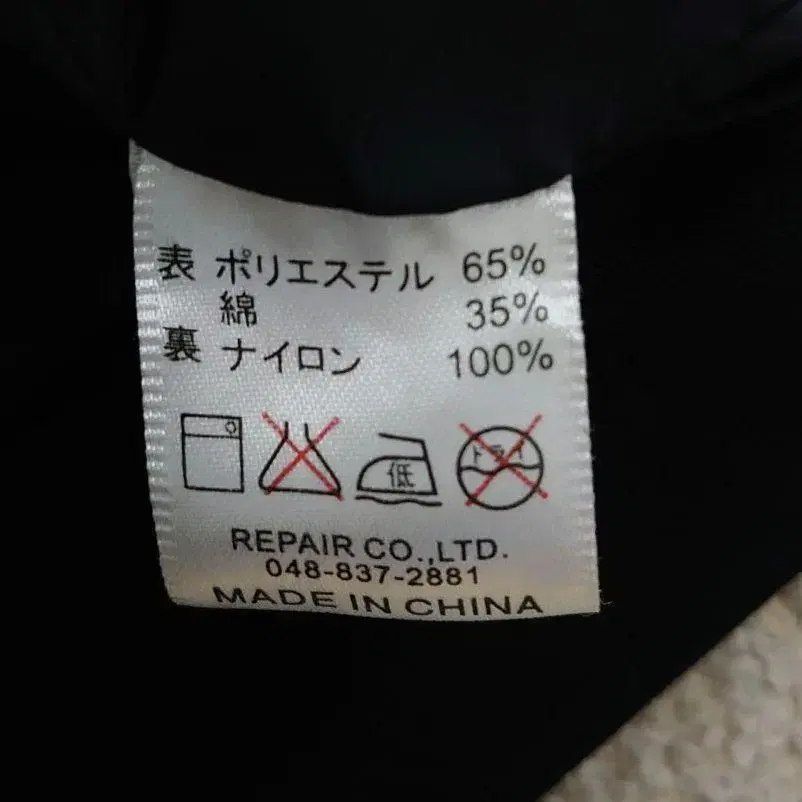 表 ポリエステル 65%
綿 35%
裏 ナイロン 100%
低 ドライ
REPAIR CO.,LTD.
048-837-2881
MADE IN CHINA